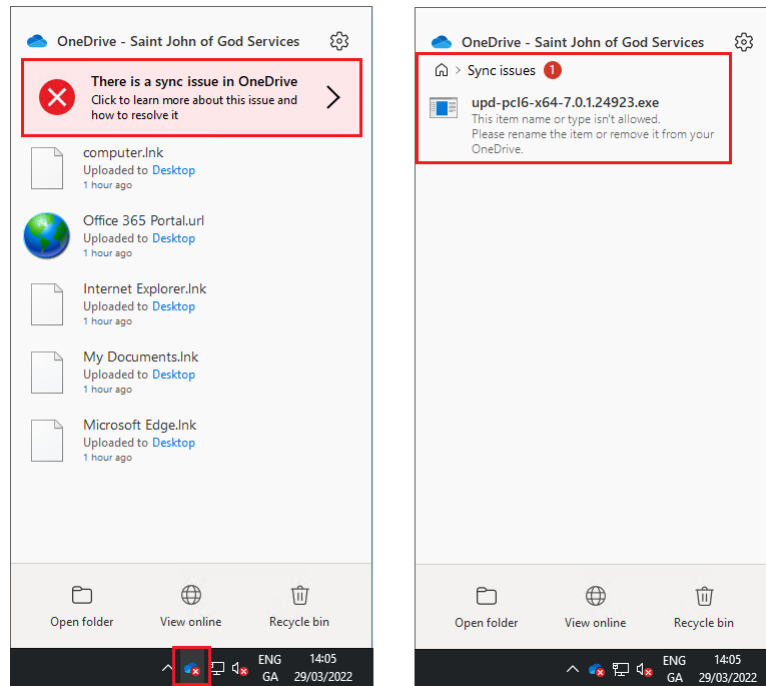 OneDrive - Saint John of God Services
There is a sync issue in OneDrive
Click to learn more about this issue and
how to resolve it
computer.lnk
Uploaded to Desktop
1 hour ago
Office 365 Portal.url
Uploaded to Desktop
1 hour ago
Internet Explorer.lnk
Uploaded to Desktop
1 hour ago
My Documents.lnk
Uploaded to Desktop
1 hour ago
Microsoft Edge.lnk
Uploaded to Desktop
1 hour ago
Open folder
View online
Recycle bin
ENG
GA
14:05
29/03/2022
OneDrive - Saint John of God Services
> Sync issues 1
upd-pcl6-x64-7.0.1.24923.exe
This item name or type isn't allowed.
Please rename the item or remove it from your
OneDrive.
Open folder
View online
Recycle bin
ENG
GA
14:05
29/03/2022